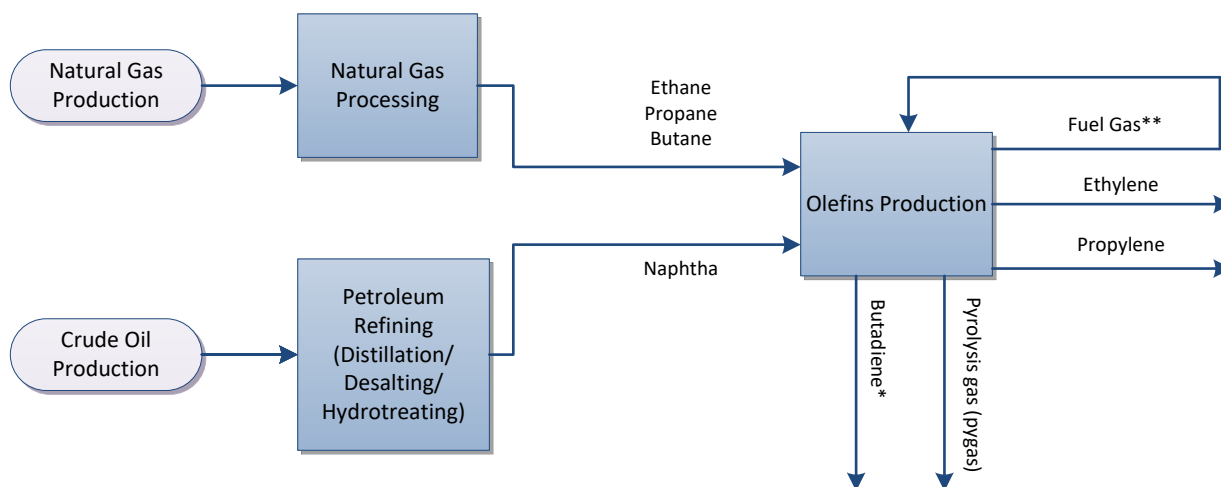 Natural Gas
Production
Natural Gas
Processing
Ethane
Propane
Butane
Fuel Gas**
Olefins Production
Ethylene
Propylene
Naphtha
Crude Oil
Production
Petroleum
Refining
(Distillation/
Desalting/
Hydrotreating)
Butadiene*
Pyrolysis gas (pygas)